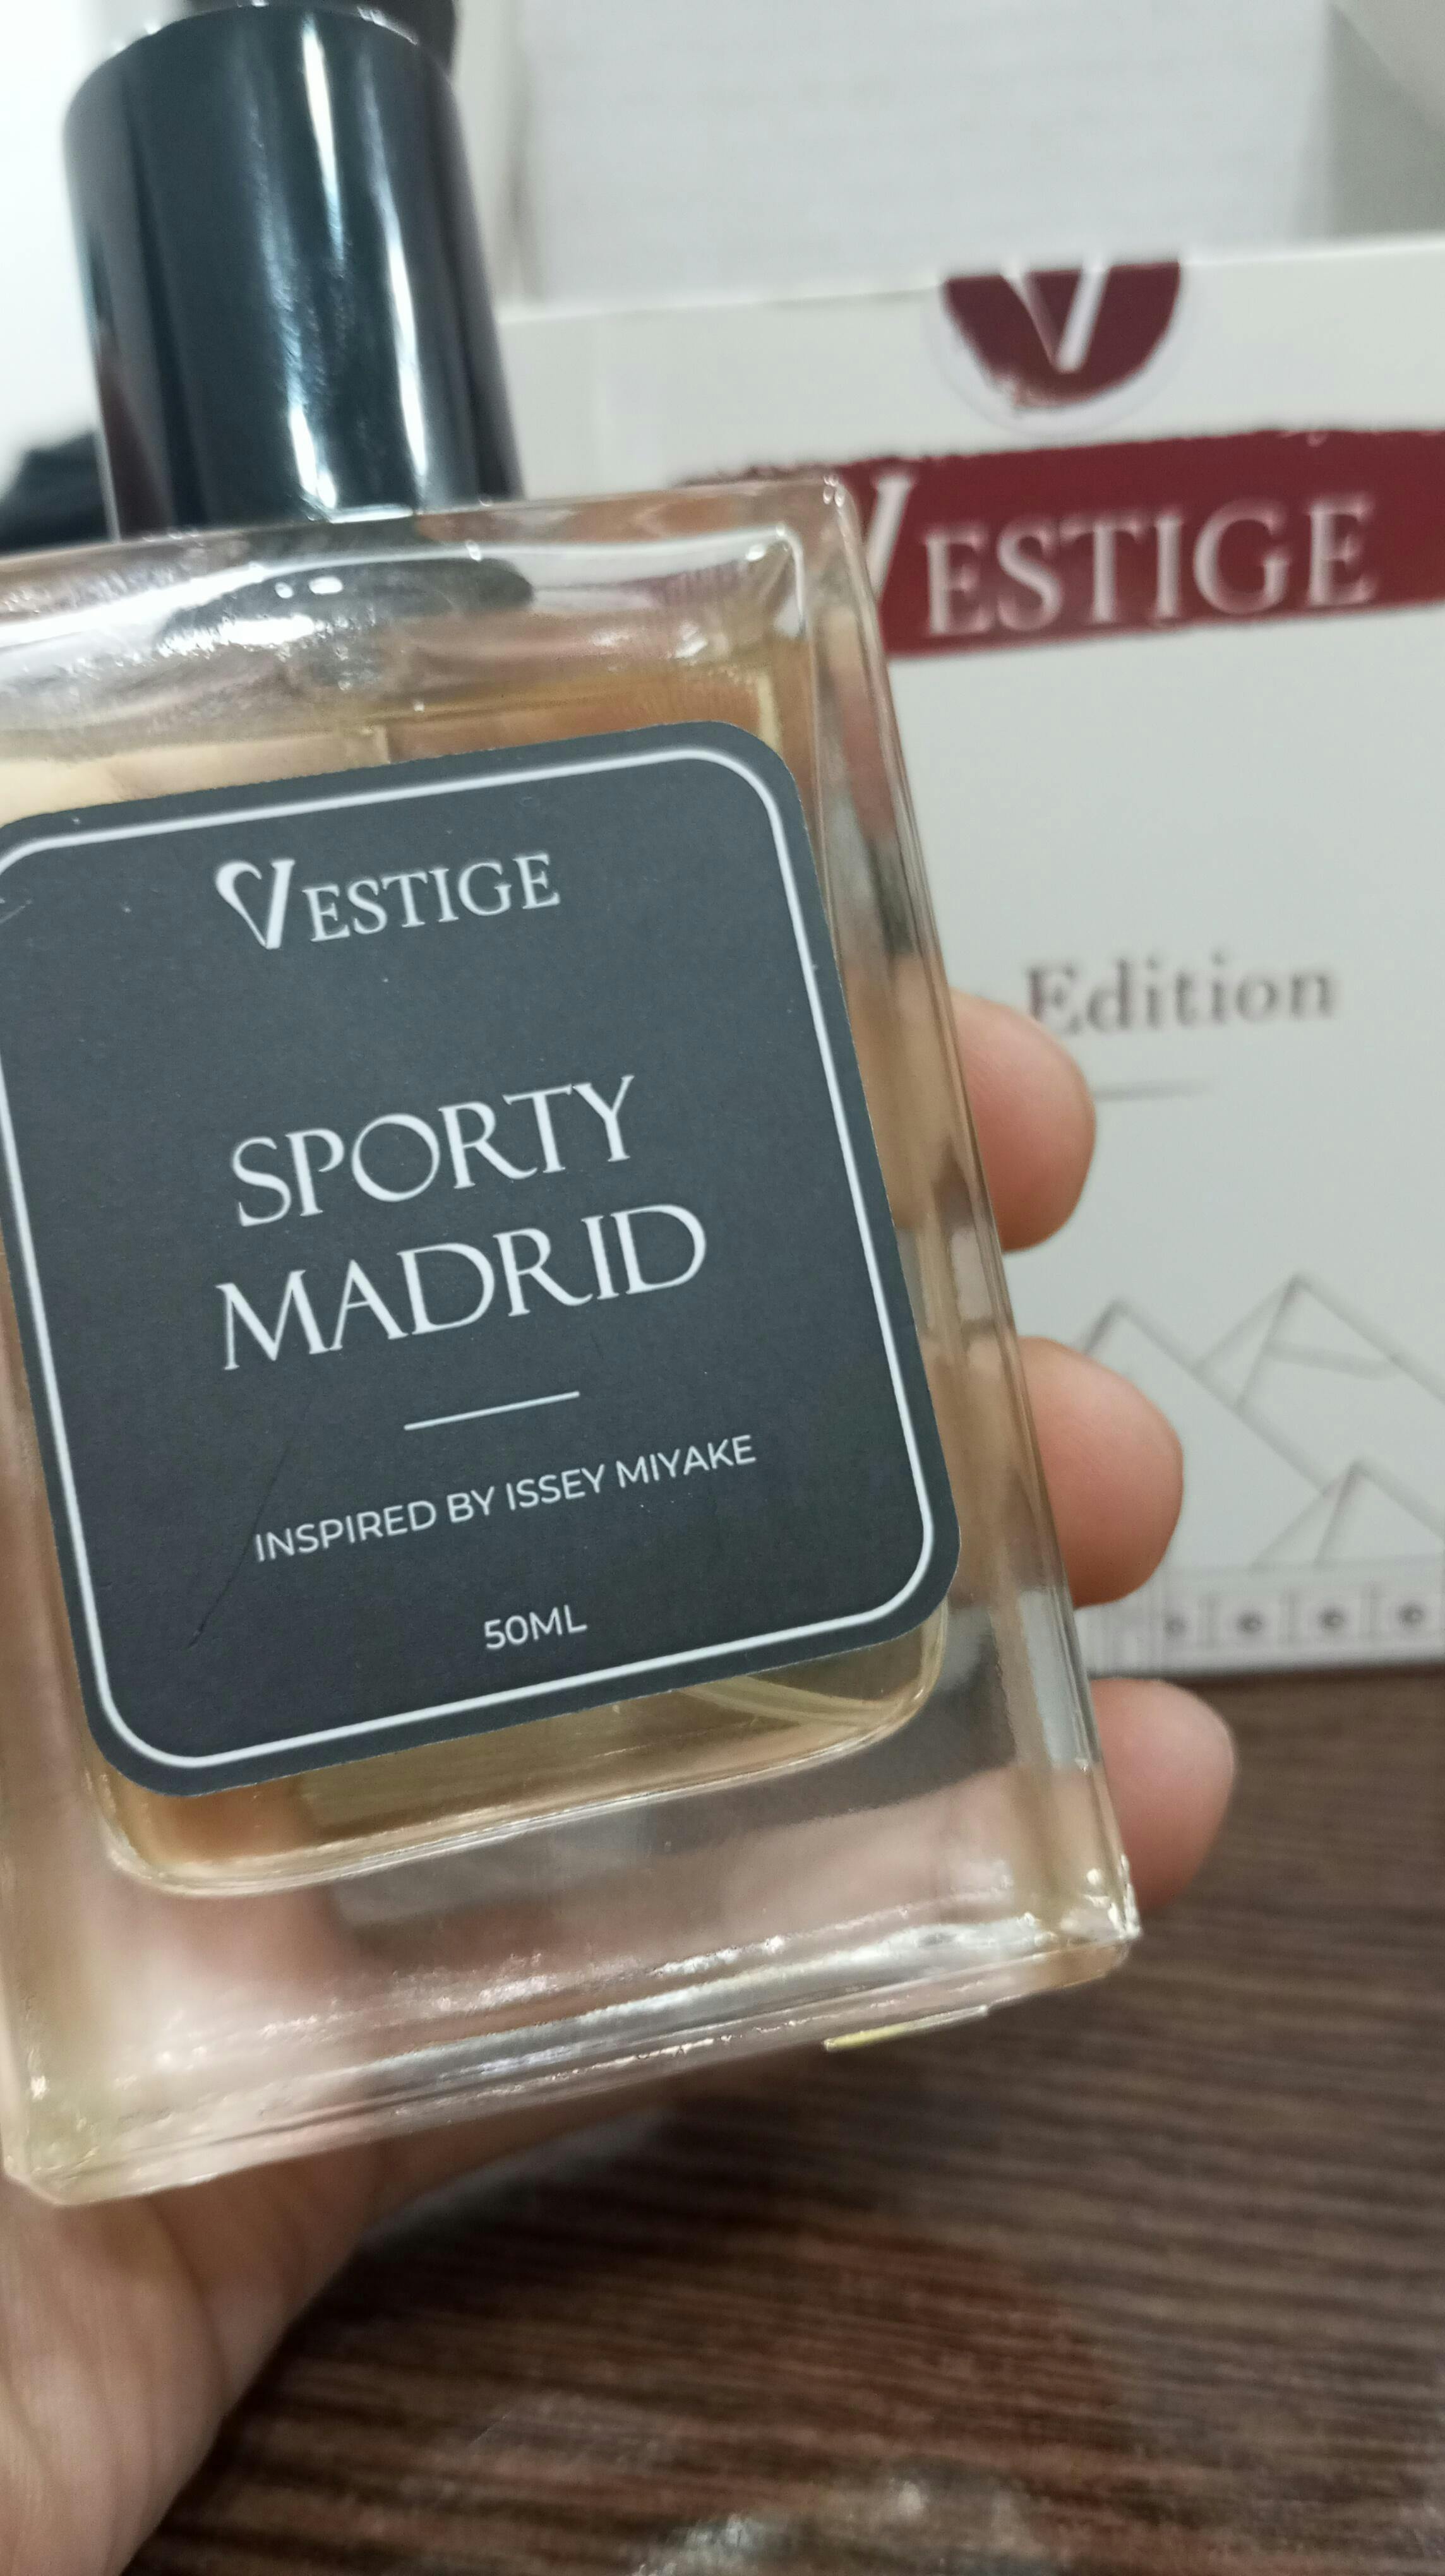 V
VESTIGE
Edition
VESTIGE
SPORTY
MADRID
INSPIRED BY ISSEY MIYAKE
50ML